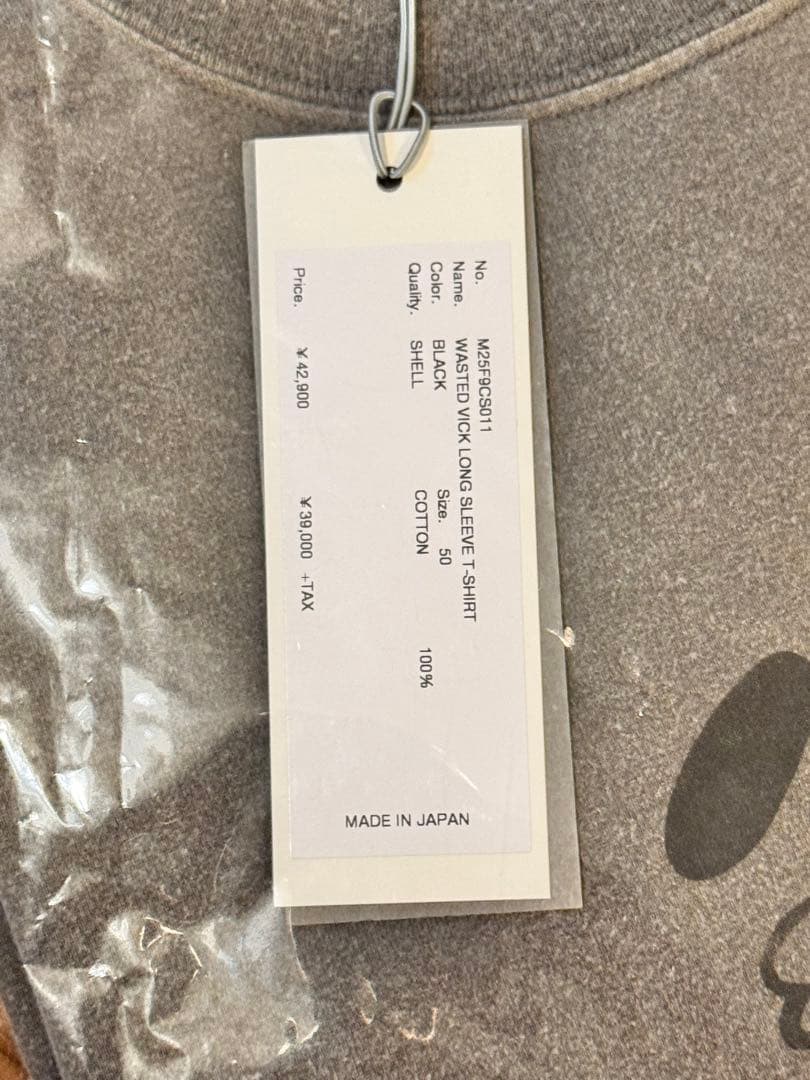 No. M25F9CS011
Name. WASTED VICK LONG SLEEVE T-SHIRT
Color. BLACK Size. 50
Quality. SHELL COTTON 100%
Price. ¥42,900 ¥39,000 +TAX
MADE IN JAPAN